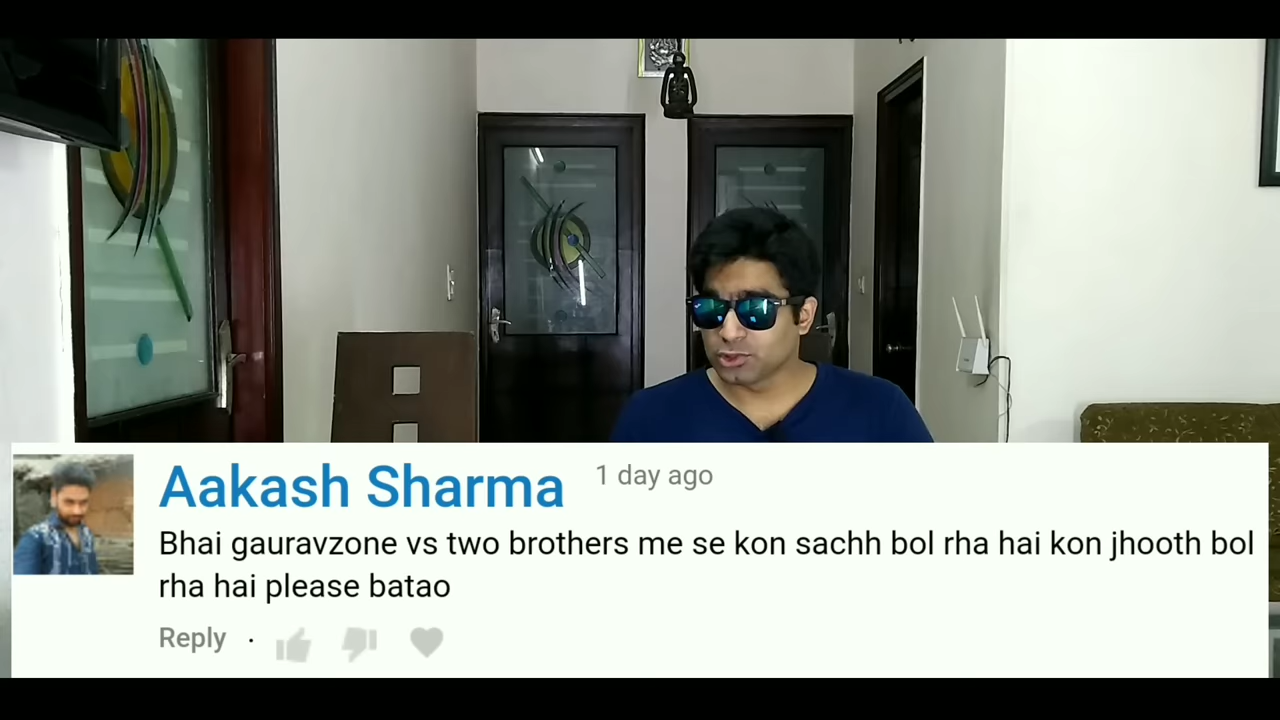 Aakash Sharma 1 day ago
Bhai gauravzone vs two brothers me se kon sachh bol rha hai kon jhooth bol
rha hai please batao
Reply ·